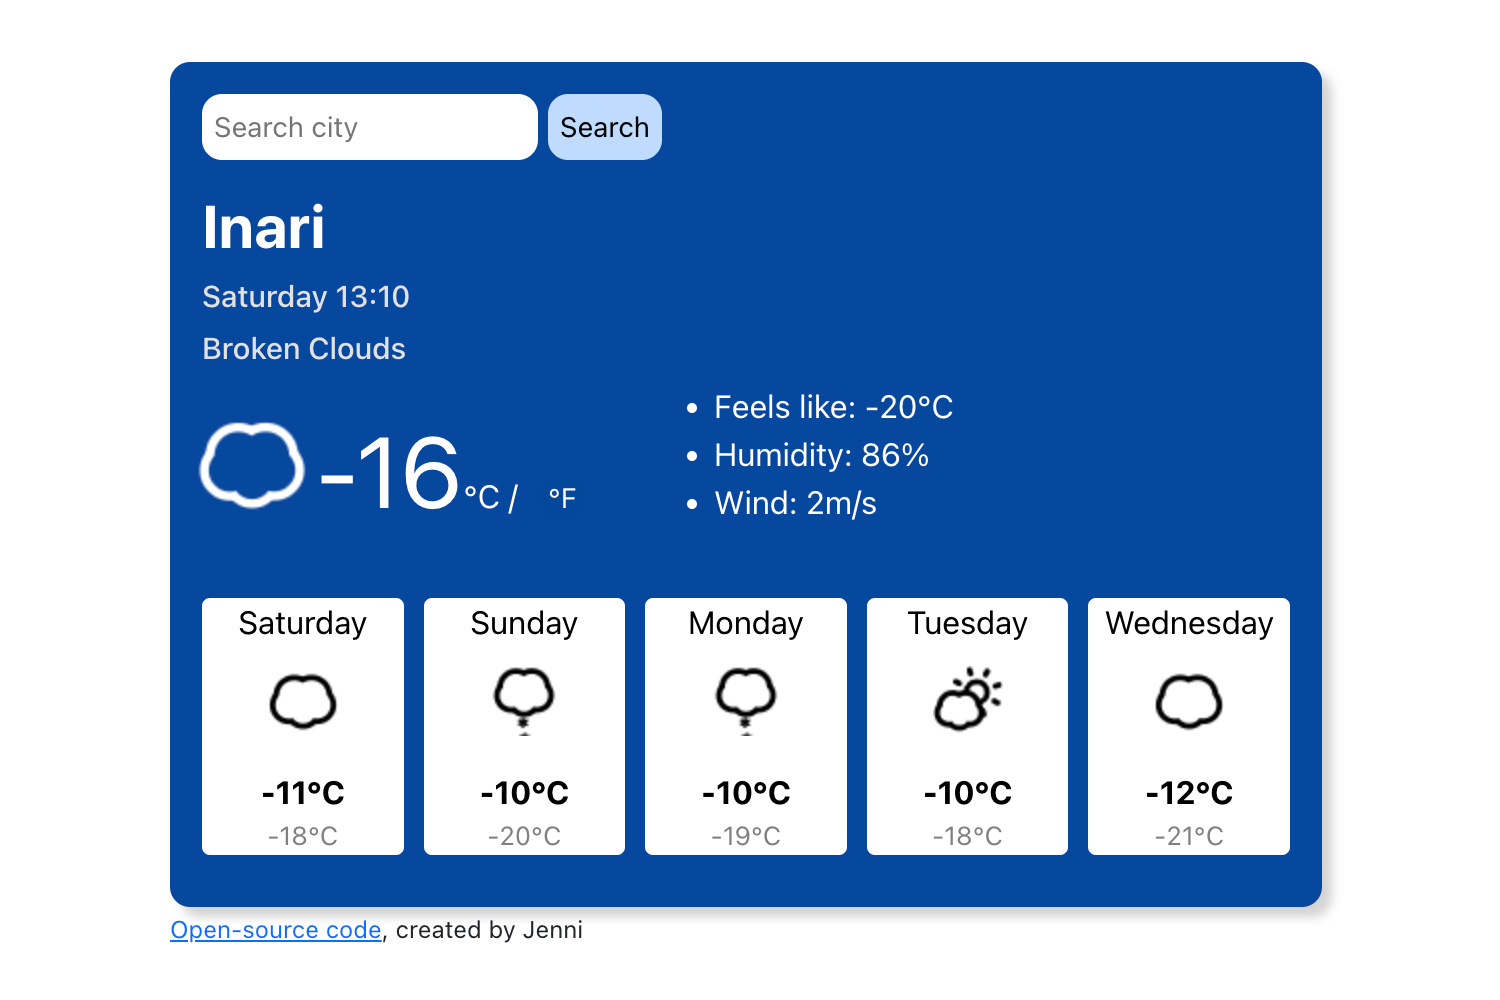 Search city Search
Inari
Saturday 13:10
Broken Clouds
-16 °C / °F
• Feels like: -20°C
• Humidity: 86%
• Wind: 2m/s
Saturday
-11°C
-18°C
Sunday
-10°C
-20°C
Monday
-10°C
-19°C
Tuesday
-10°C
-18°C
Wednesday
-12°C
-21°C
Open-source code, created by Jenni